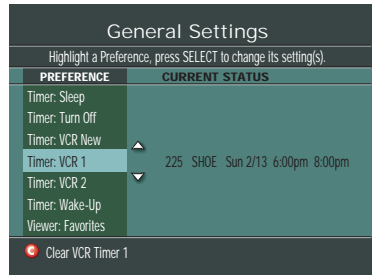 General Settings
Highlight a Preference, press SELECT to change its setting(s).
PREFERENCE CURRENT STATUS
Timer: Sleep
Timer: Turn Off
Timer: VCR New
Timer: VCR 1 225 SHOE Sun 2/13 6:00pm 8:00pm
Timer: VCR 2
Timer: Wake-Up
Viewer: Favorites
C Clear VCR Timer 1